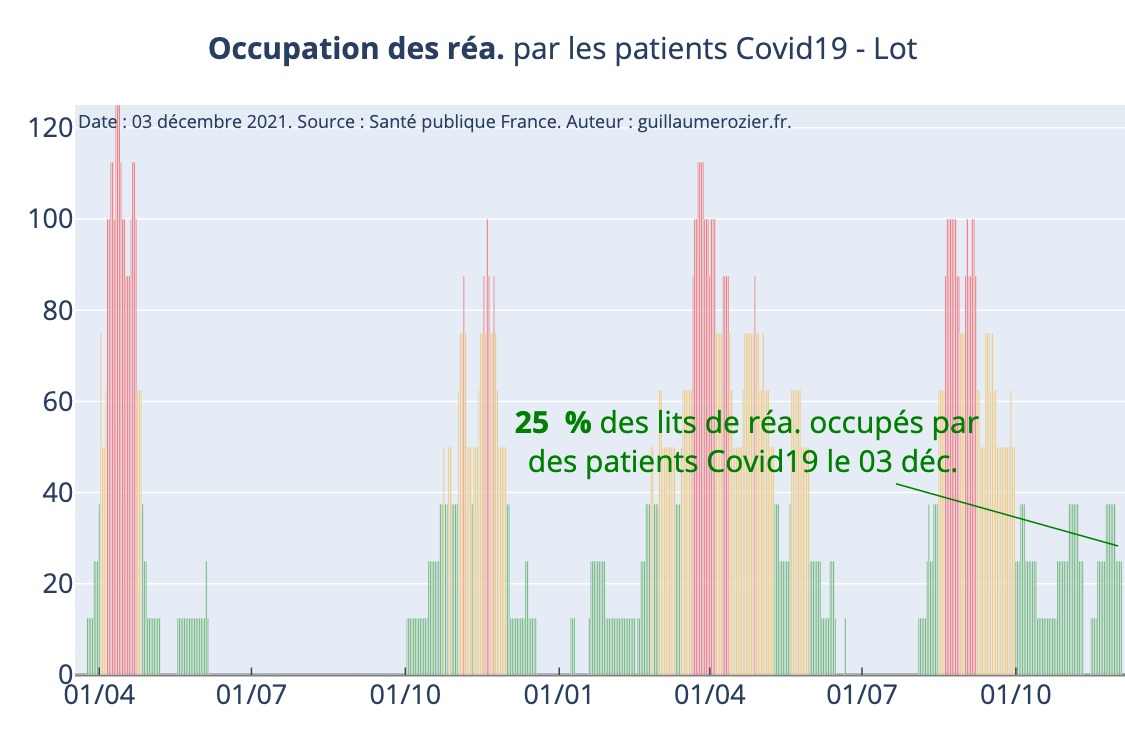 Occupation des réa. par les patients Covid19 - Lot
Date : 03 décembre 2021. Source : Santé publique France. Auteur : guillaumerozier.fr.
120
100
80
60
40
20
0
25 % des lits de réa. occupés par
des patients Covid19 le 03 déc.
01/04 01/07 01/10 01/01 01/04 01/07 01/10